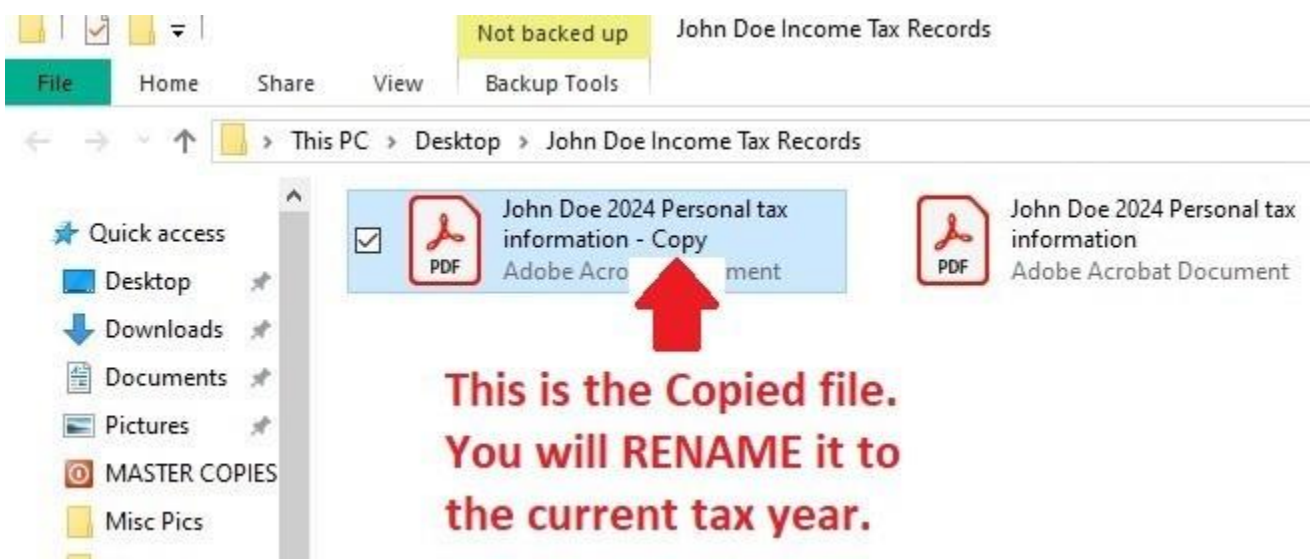 Not backed up John Doe Income Tax Records
File Home Share View Backup Tools
This PC > Desktop > John Doe Income Tax Records
Quick access
Desktop
Downloads
Documents
Pictures
MASTER COPIES
Misc Pics
PDF
John Doe 2024 Personal tax
information - Copy
Adobe Acro ment
PDF
John Doe 2024 Personal tax
information
Adobe Acrobat Document
This is the Copied file.
You will RENAME it to
the current tax year.